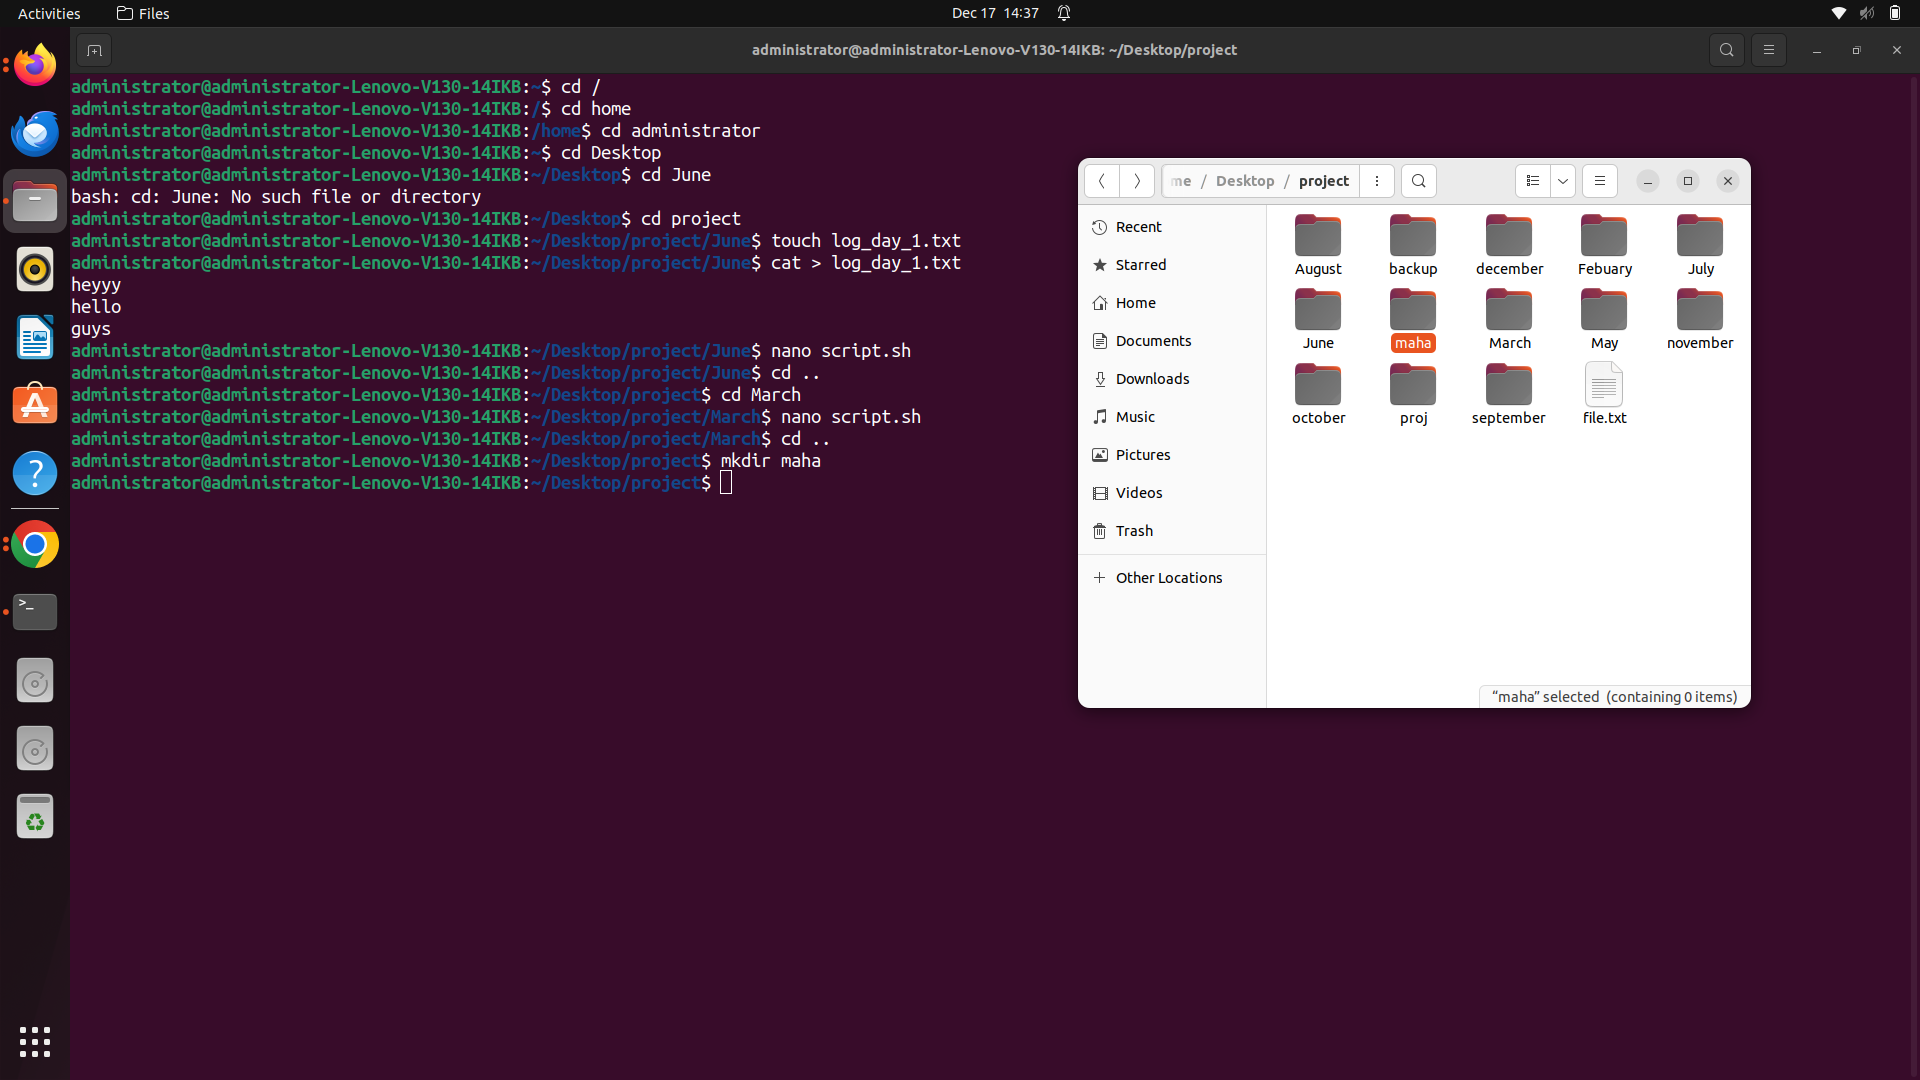 Activities Files Dec 17 14:37
administrator@administrator-Lenovo-V130-14IKB: ~/Desktop/project
administrator@administrator-Lenovo-V130-14IKB:~$ cd /
administrator@administrator-Lenovo-V130-14IKB:/$ cd home
administrator@administrator-Lenovo-V130-14IKB:/home$ cd administrator
administrator@administrator-Lenovo-V130-14IKB:~$ cd Desktop
administrator@administrator-Lenovo-V130-14IKB:~/Desktop$ cd June
bash: cd: June: No such file or directory
administrator@administrator-Lenovo-V130-14IKB:~/Desktop$ cd project
administrator@administrator-Lenovo-V130-14IKB:~/Desktop/project/June$ touch log_day_1.txt
administrator@administrator-Lenovo-V130-14IKB:~/Desktop/project/June$ cat > log_day_1.txt
heyyy
hello
guys
administrator@administrator-Lenovo-V130-14IKB:~/Desktop/project/June$ nano script.sh
administrator@administrator-Lenovo-V130-14IKB:~/Desktop/project/June$ cd ..
administrator@administrator-Lenovo-V130-14IKB:~/Desktop/project$ cd March
administrator@administrator-Lenovo-V130-14IKB:~/Desktop/project/March$ nano script.sh
administrator@administrator-Lenovo-V130-14IKB:~/Desktop/project/March$ cd ..
administrator@administrator-Lenovo-V130-14IKB:~/Desktop/project$ mkdir maha
administrator@administrator-Lenovo-V130-14IKB:~/Desktop/project$
me / Desktop / project
Recent
Starred
Home
Documents
Downloads
Music
Pictures
Videos
Trash
Other Locations
August backup december Febuary July
June maha March May november
october proj september file.txt
“maha” selected (containing 0 items)